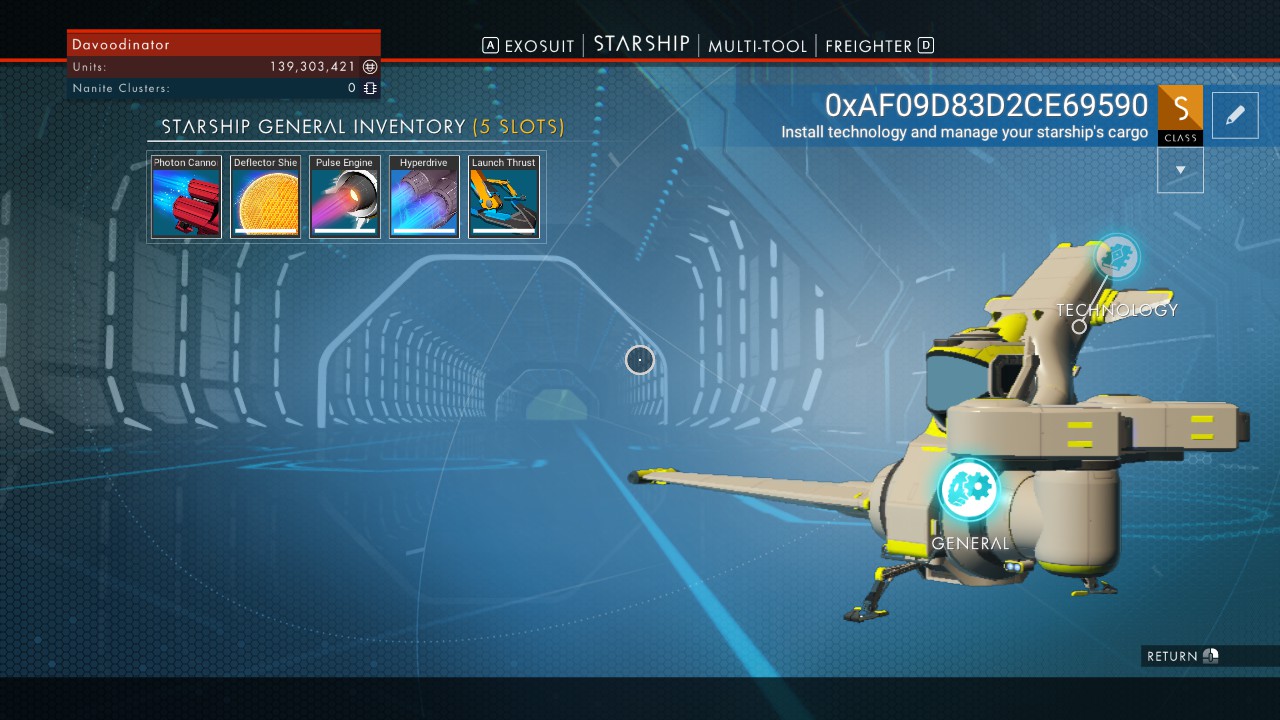 Davoodinator
Units: 139,303,421
Nanite Clusters: 0
A EXOSUIT STARSHIP MULTI-TOOL FREIGHTER D
0xAF09D83D2CE69590
Install technology and manage your starship's cargo
S
CLASS
STARSHIP GENERAL INVENTORY (5 SLOTS)
Photon Canno Deflector Shie Pulse Engine Hyperdrive Launch Thrust
TECHNOLOGY
GENERAL
RETURN